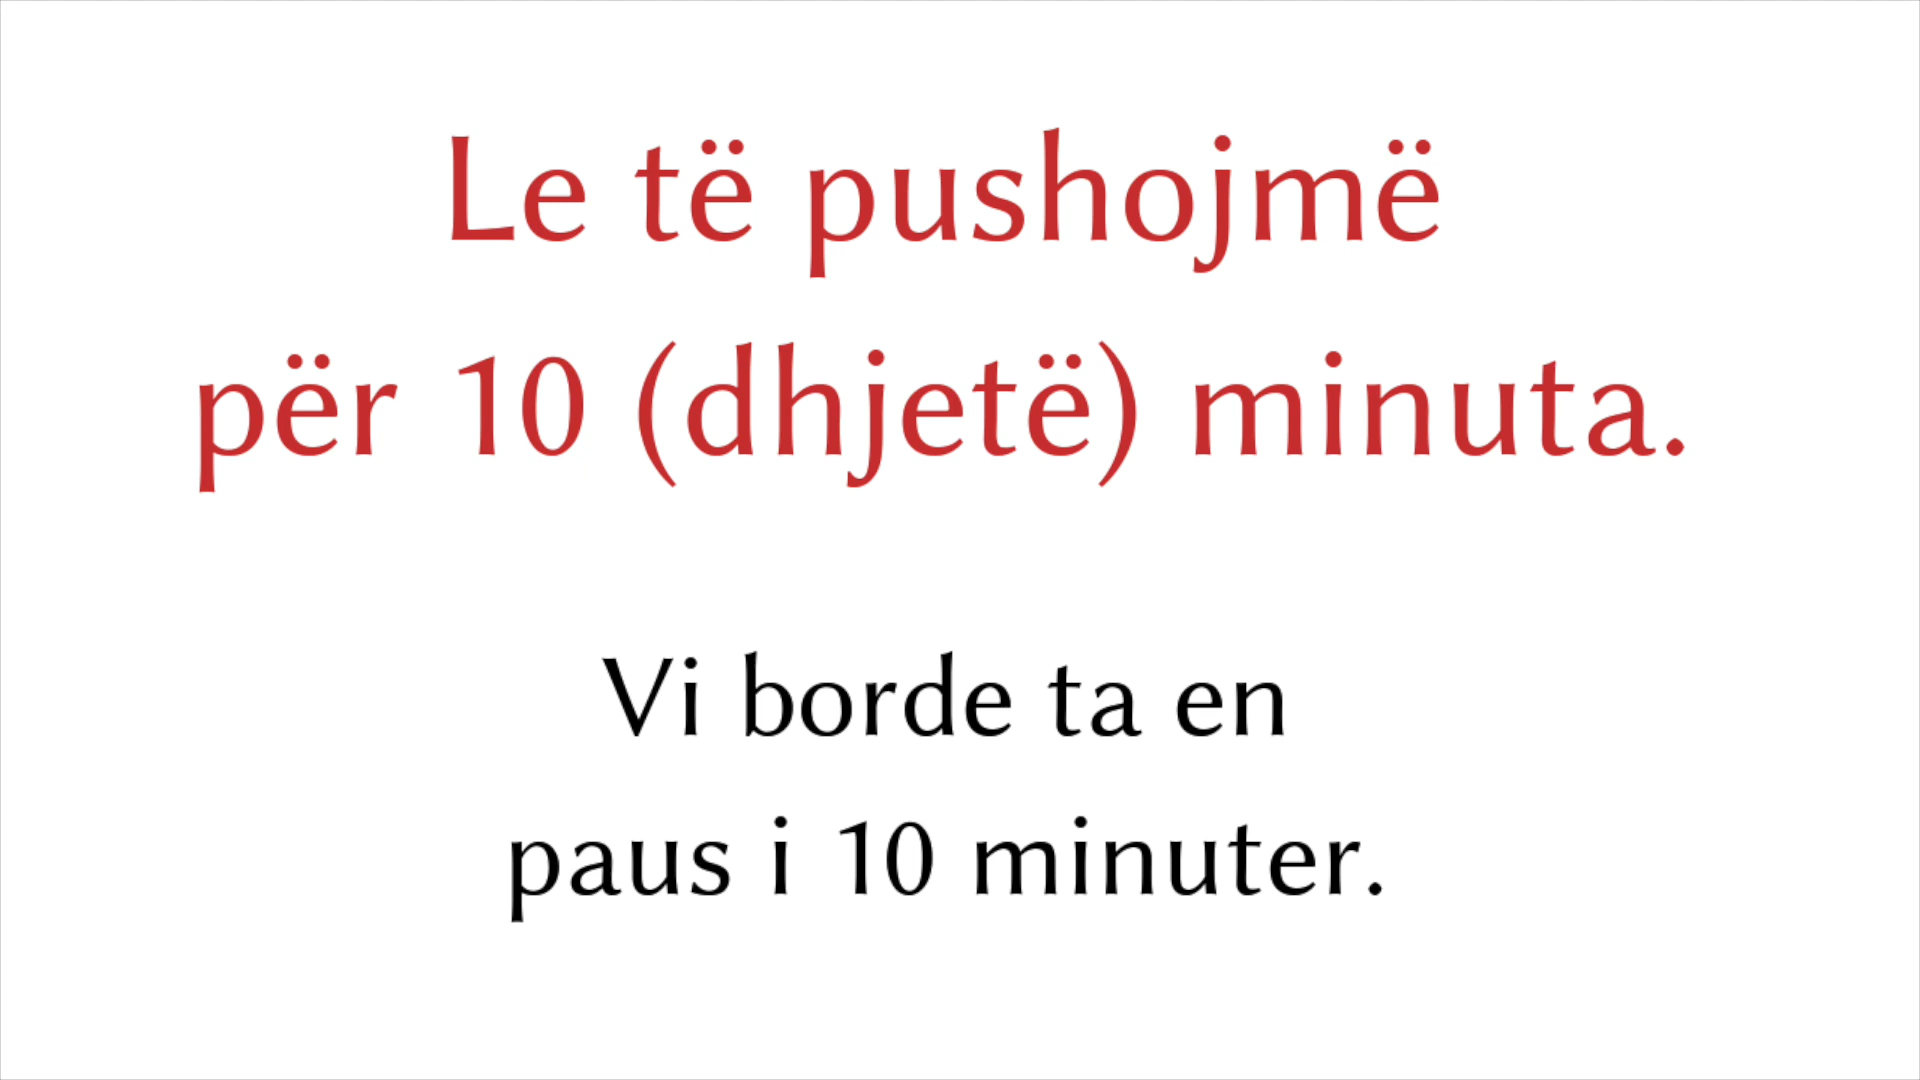 Le të pushojmë
për 10 (dhjetë) minuta.
Vi borde ta en
paus i 10 minuter.